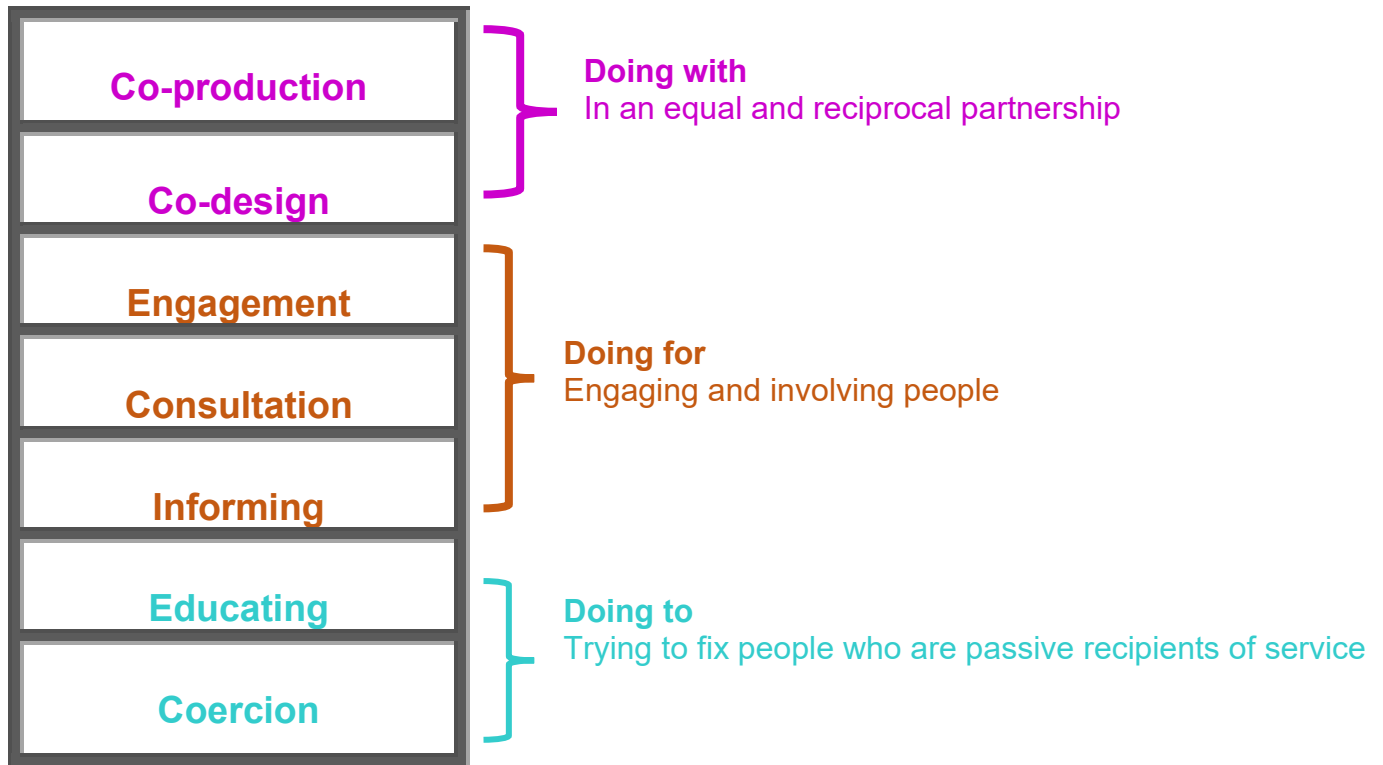 Co-production
Doing with
In an equal and reciprocal partnership
Co-design
Engagement
Consultation
Informing
Doing for
Engaging and involving people
Educating
Coercion
Doing to
Trying to fix people who are passive recipients of service